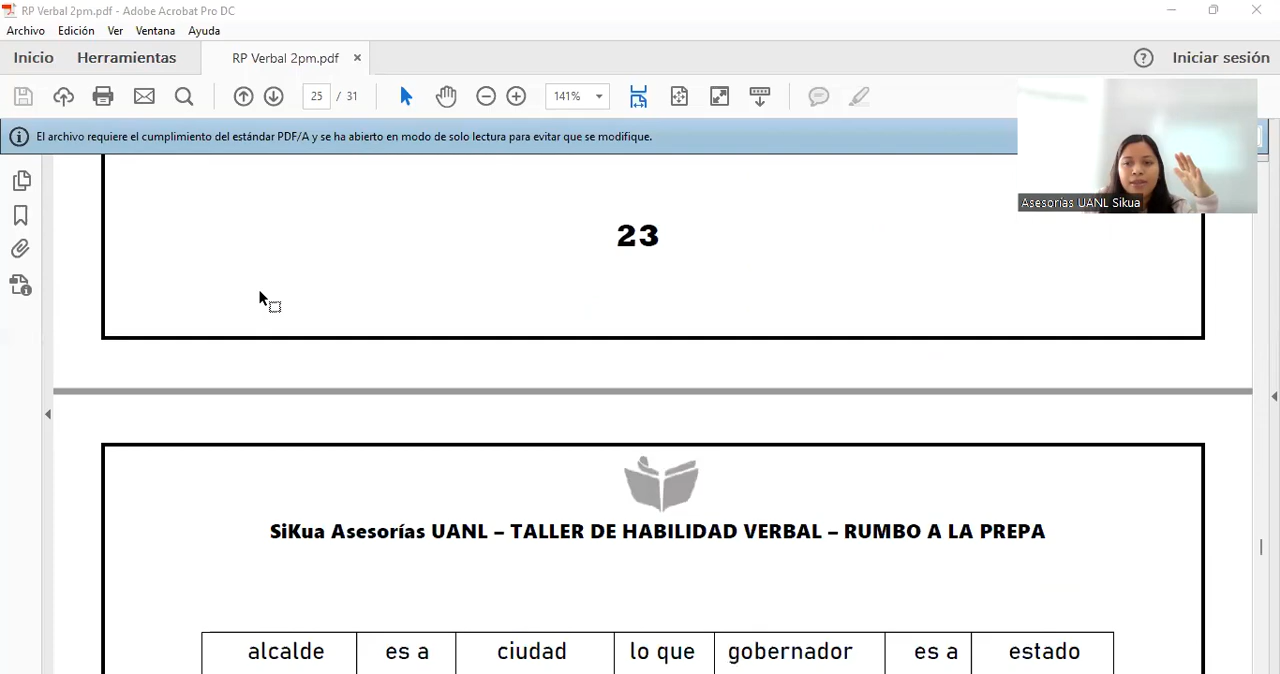 RP Verbal 2pm.pdf - Adobe Acrobat Pro DC
Archivo Edición Ver Ventana Ayuda
Inicio Herramientas RP Verbal 2pm.pdf × Iniciar sesión
25 / 31 141%
El archivo requiere el cumplimiento del estándar PDF/A y se ha abierto en modo de solo lectura para evitar que se modifique.
Asesorías UANL Sikua
23
SiKua Asesorías UANL – TALLER DE HABILIDAD VERBAL – RUMBO A LA PREPA
alcalde es a ciudad lo que gobernador es a estado